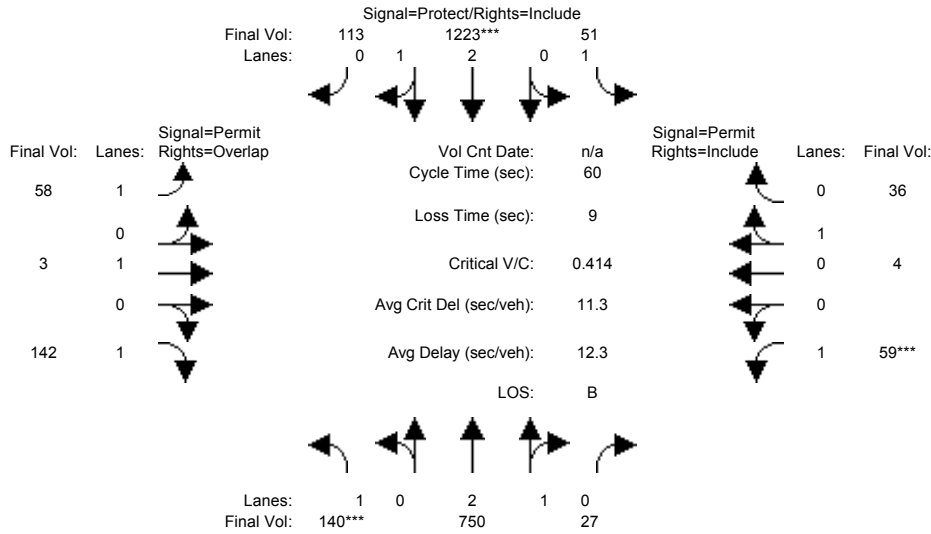 Signal=Protect/Rights=Include
Final Vol: 113 1223*** 51
Lanes: 0 1 2 0 1
Signal=Permit Signal=Permit
Final Vol: Lanes: Rights=Overlap Vol Cnt Date: n/a Rights=Include Lanes: Final Vol:
Cycle Time (sec): 60
58 1 0 36
Loss Time (sec): 9
0 1
3 1 Critical V/C: 0.414 0 4
0 Avg Crit Del (sec/veh): 11.3 0
142 1 Avg Delay (sec/veh): 12.3 1 59***
LOS: B
Lanes: 1 0 2 1 0
Final Vol: 140*** 750 27